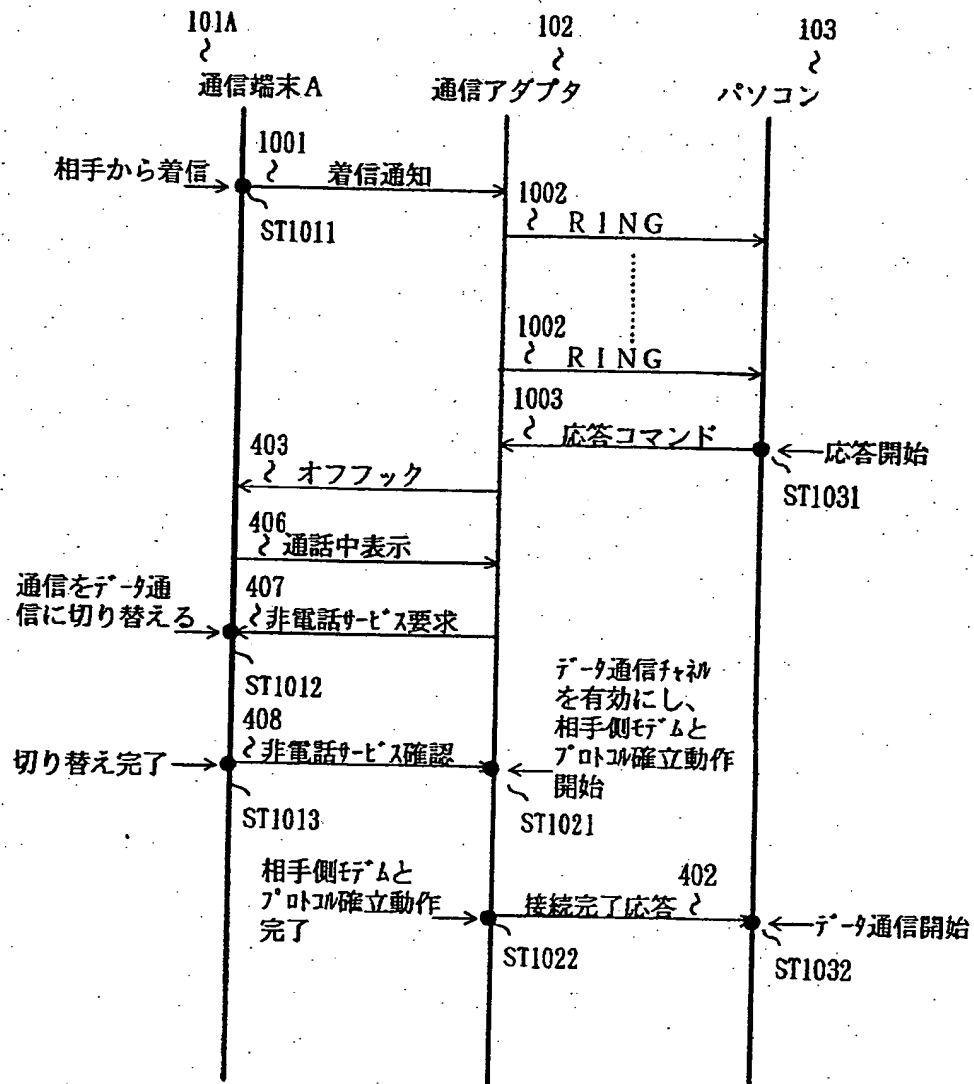 101A
102
103
通信端末A
通信アダプタ
パソコン
1001
相手から着信
着信通知
ST1011
1002
RING
1002
RING
1003
応答コマンド
応答開始
ST1031
403
オフフック
406
通話中表示
通信をデータ通
信に切り替える
407
非電話サービス要求
ST1012
データ通信チャネル
を有効にし、
相手側モデムと
プロトコル確立動作
開始
408
非電話サービス確認
切り替え完了
ST1013
ST1021
相手側モデムと
プロトコル確立動作
完了
402
接続完了応答
データ通信開始
ST1022
ST1032